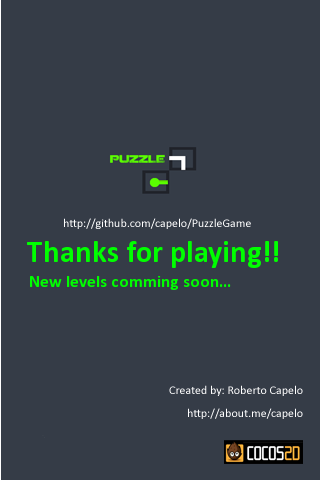 PUZZLE
http://github.com/capelo/PuzzleGame
Thanks for playing!!
New levels comming soon...
Created by: Roberto Capelo
http://about.me/capelo
COCOS2D